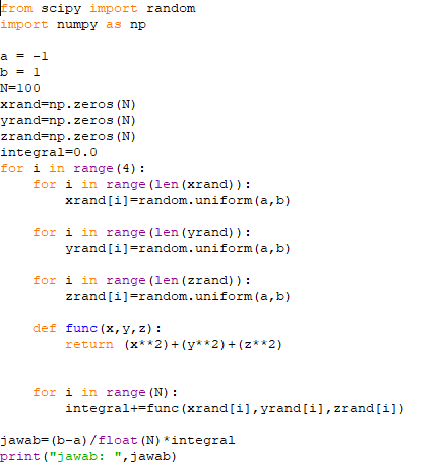 from scipy import random
import numpy as np

a = -1
b = 1
N=100
xrand=np.zeros(N)
yrand=np.zeros(N)
zrand=np.zeros(N)
integral=0.0
for i in range(4):
    for i in range(len(xrand)):
        xrand[i]=random.uniform(a,b)

    for i in range(len(yrand)):
        yrand[i]=random.uniform(a,b)

    for i in range(len(zrand)):
        zrand[i]=random.uniform(a,b)

    def func(x,y,z):
        return (x**2)+(y**2)+(z**2)


    for i in range(N):
        integral+=func(xrand[i],yrand[i],zrand[i])

jawab=(b-a)/float(N)*integral
print("jawab: ",jawab)